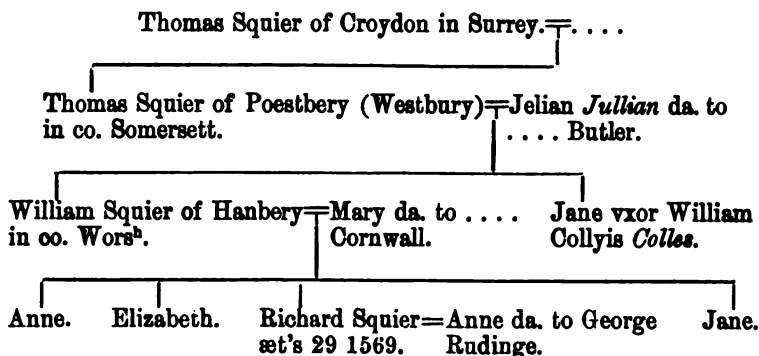 Thomas Squier of Croydon in Surrey.=. . . .
Thomas Squier of Poestbery (Westbury)=Jelian Jullian da. to
in co. Somersett. . . . . Butler.
William Squier of Hanbery=Mary da. to . . . . Jane vxor William
in co. Worsʰ. Cornwall. Collyis Colles.
Anne. Elizabeth. Richard Squier=Anne da. to George Jane.
æt's 29 1569. Rudinge.